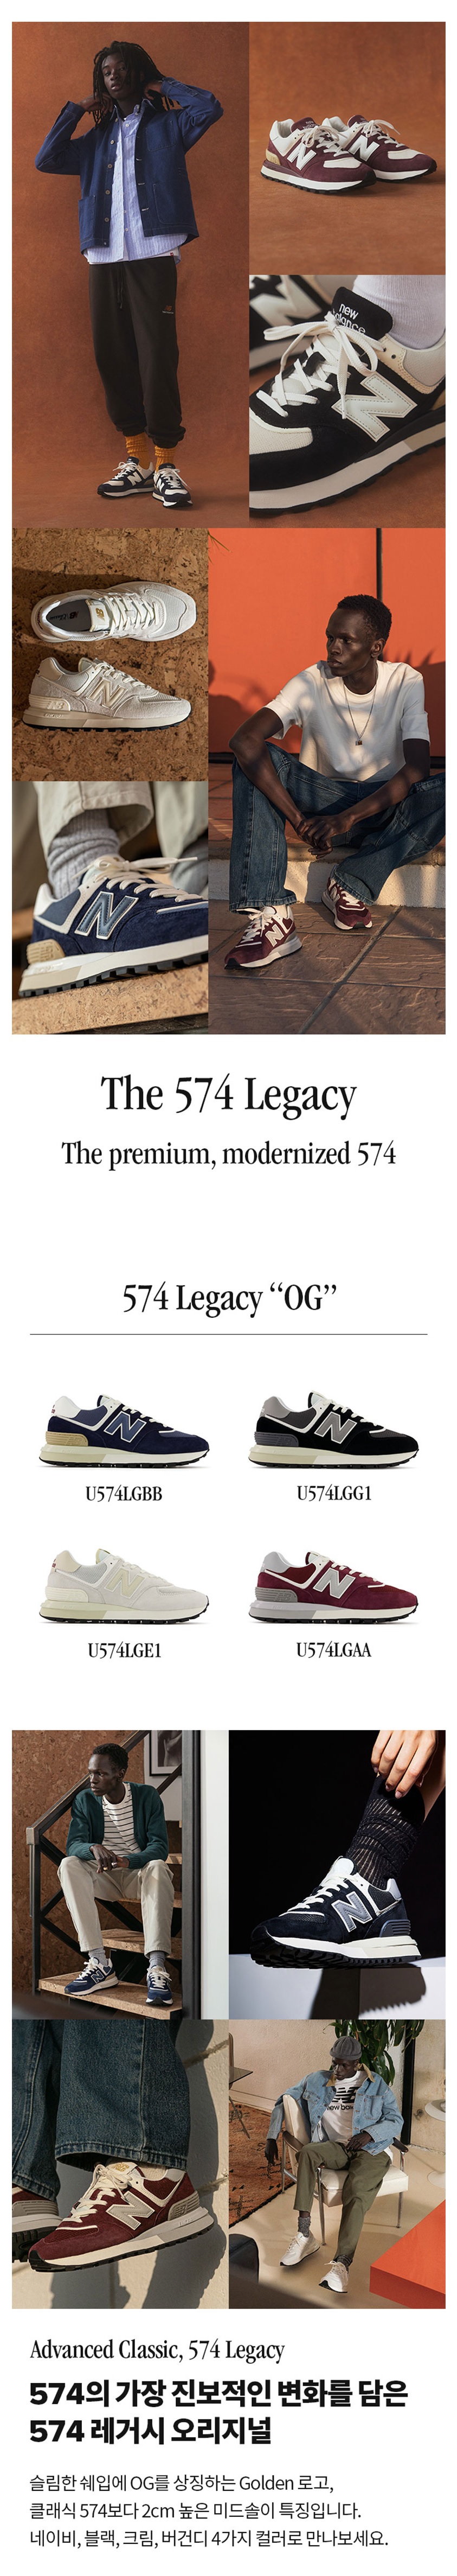 new
balance
The 574 Legacy
The premium, modernized 574
574 Legacy “OG”
U574LGBB
U574LGG1
U574LGE1
U574LGAA
new bal
Advanced Classic, 574 Legacy
574의 가장 진보적인 변화를 담은
574 레거시 오리지널
슬림한 쉐입에 OG를 상징하는 Golden 로고,
클래식 574보다 2cm 높은 미드솔이 특징입니다.
네이비, 블랙, 크림, 버건디 4가지 컬러로 만나보세요.